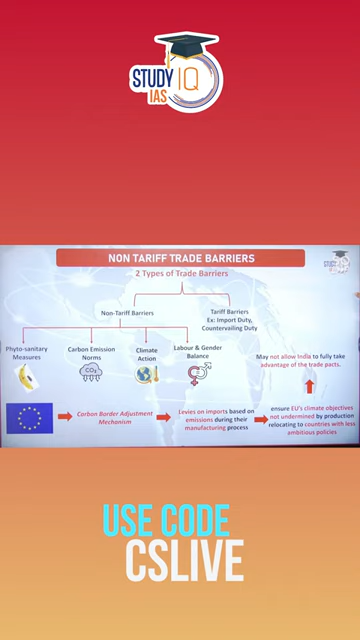 STUDY IQ
IAS
NON TARIFF TRADE BARRIERS
2 Types of Trade Barriers
Non-Tariff Barriers
Tariff Barriers
Ex: Import Duty,
Countervailing Duty
Phyto-sanitary
Measures
Carbon Emission
Norms
Climate
Action
Labour & Gender
Balance
CO₂
May not allow India to fully take
advantage of the trade pacts.
Carbon Border Adjustment
Mechanism
Levies on imports based on
emissions during their
manufacturing process
ensure EU's climate objectives
not undermined by production
relocating to countries with less
ambitious policies
USE CODE
CSLIVE